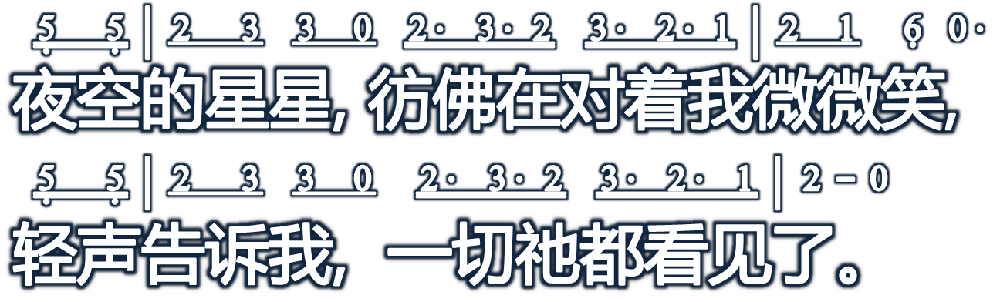 5 5 | 2 3 3 0 2· 3·2 3· 2·1 | 2 1 6 0·
夜空的星星, 彷佛在对着我微微笑,
5 5 | 2 3 3 0 2· 3·2 3· 2·1 | 2 - 0
轻声告诉我, 一切祂都看见了。